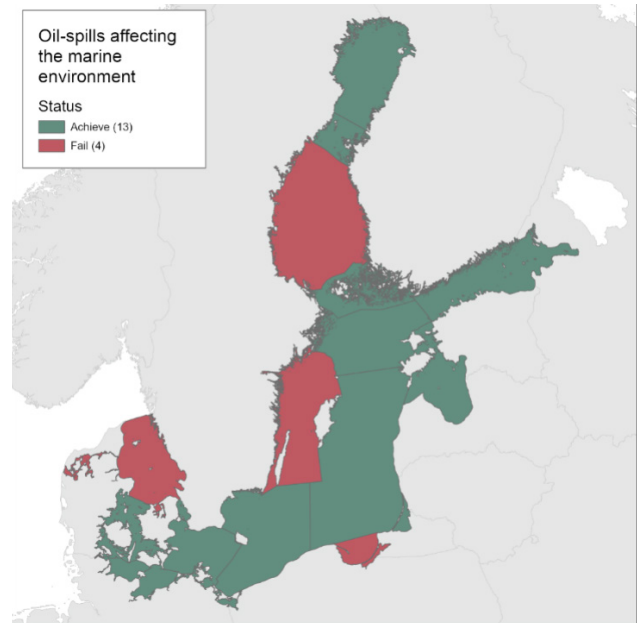 Oil-spills affecting
the marine
environment
Status
Achieve (13)
Fail (4)